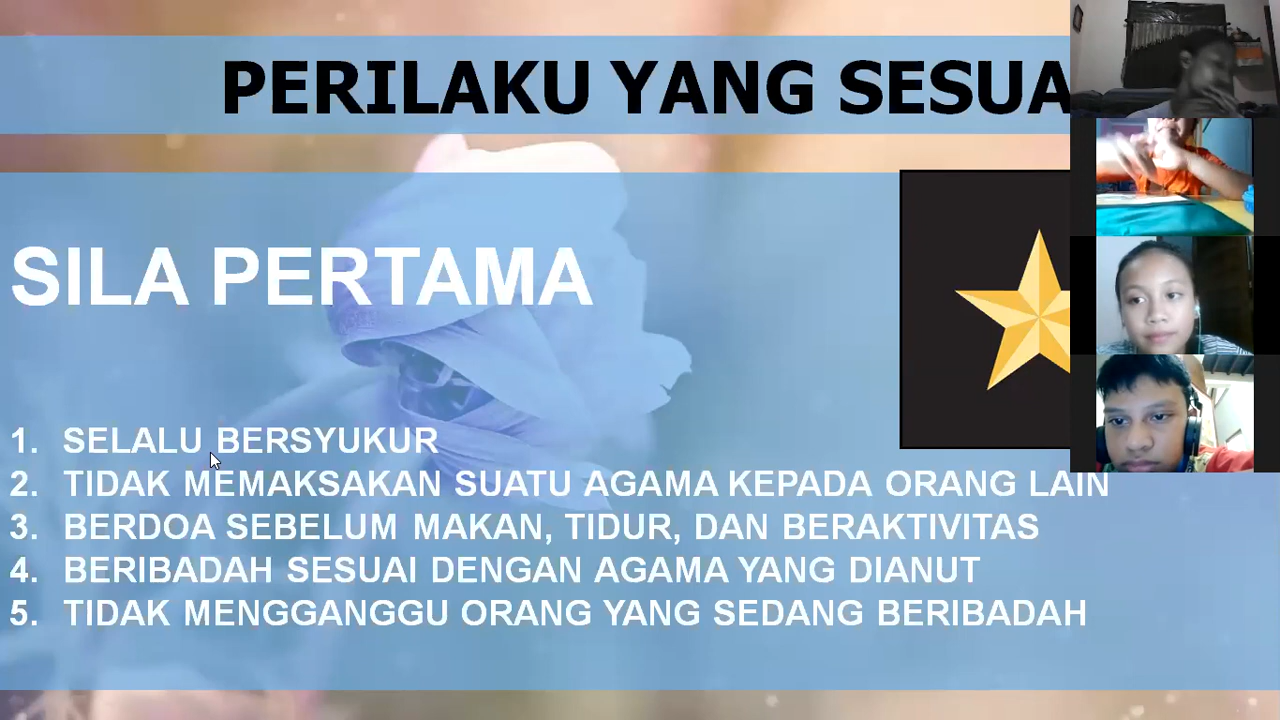 PERILAKU YANG SESUA
SILA PERTAMA
1. SELALU BERSYUKUR
2. TIDAK MEMAKSAKAN SUATU AGAMA KEPADA ORANG LAIN
3. BERDOA SEBELUM MAKAN, TIDUR, DAN BERAKTIVITAS
4. BERIBADAH SESUAI DENGAN AGAMA YANG DIANUT
5. TIDAK MENGGANGGU ORANG YANG SEDANG BERIBADAH